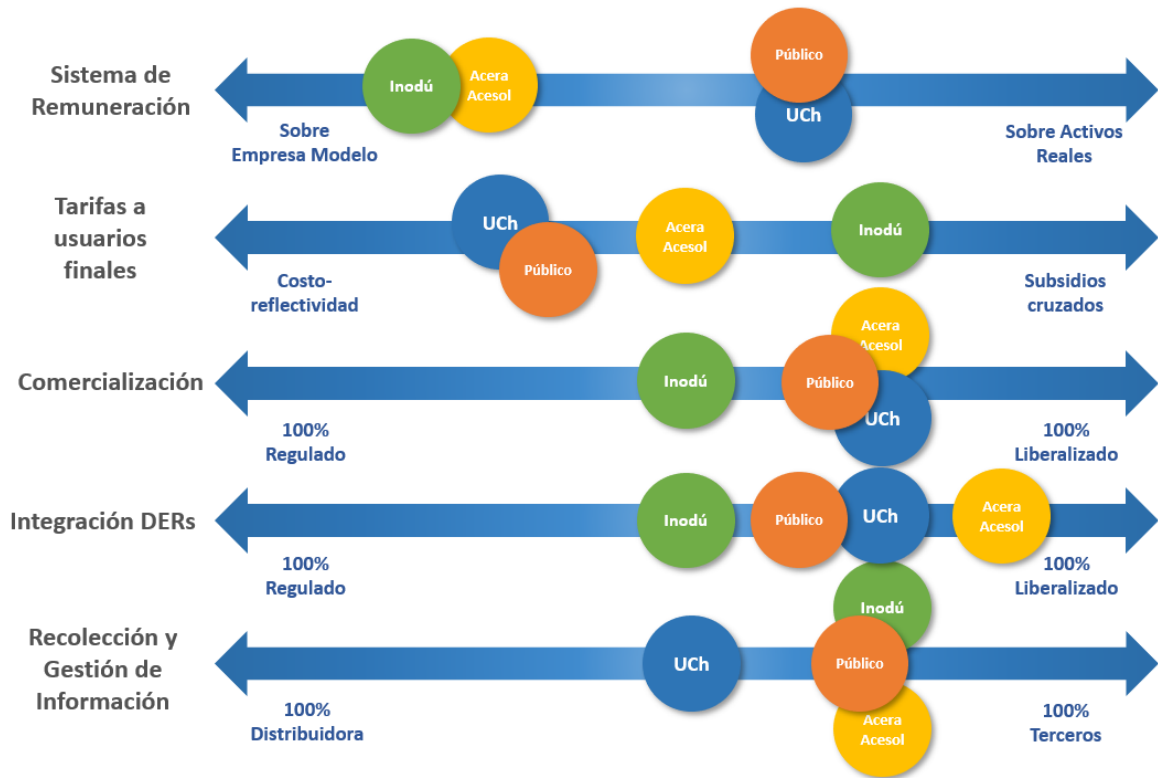 Sistema de
Remuneración
Inodú
Acera
Acesol
Público
UCh
Sobre
Empresa Modelo
Sobre Activos
Reales
Tarifas a
usuarios
finales
UCh
Público
Acera
Acesol
Inodú
Costo-
reflectividad
Subsidios
cruzados
Comercialización
Inodú
Público
Acera
Acesol
UCh
100%
Regulado
100%
Liberalizado
Integración DERs
Inodú
Público
UCh
Acera
Acesol
100%
Regulado
100%
Liberalizado
Recolección y
Gestión de
Información
UCh
Inodú
Público
Acera
Acesol
100%
Distribuidora
100%
Terceros